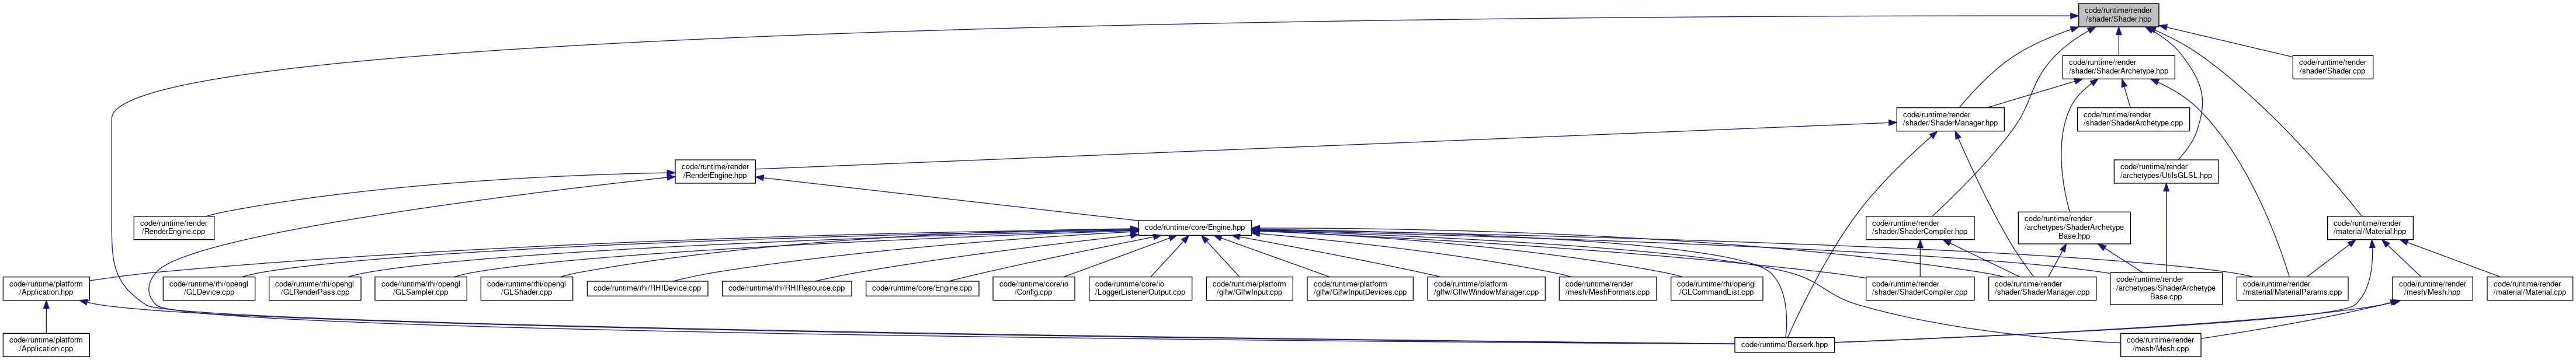 code/runtime/render
/shader/Shader.hpp
code/runtime/render
/shader/ShaderArchetype.hpp
code/runtime/render
/shader/Shader.cpp
code/runtime/render
/shader/ShaderManager.hpp
code/runtime/render
/shader/ShaderArchetype.cpp
code/runtime/render
/RenderEngine.hpp
code/runtime/render
/archetypes/UtilsGLSL.hpp
code/runtime/render
/RenderEngine.cpp
code/runtime/core/Engine.hpp
code/runtime/render
/shader/ShaderCompiler.hpp
code/runtime/render
/archetypes/ShaderArchetype
Base.hpp
code/runtime/render
/material/Material.hpp
code/runtime/platform
/Application.hpp
code/runtime/rhi/opengl
/GLDevice.cpp
code/runtime/rhi/opengl
/GLRenderPass.cpp
code/runtime/rhi/opengl
/GLSampler.cpp
code/runtime/rhi/opengl
/GLShader.cpp
code/runtime/rhi/RHIDevice.cpp
code/runtime/rhi/RHIResource.cpp
code/runtime/core/Engine.cpp
code/runtime/core/io
/Config.cpp
code/runtime/core/io
/LoggerListenerOutput.cpp
code/runtime/platform
/glfw/GlfwInput.cpp
code/runtime/platform
/glfw/GlfwInputDevices.cpp
code/runtime/platform
/glfw/GlfwWindowManager.cpp
code/runtime/render
/mesh/MeshFormats.cpp
code/runtime/rhi/opengl
/GLCommandList.cpp
code/runtime/render
/shader/ShaderCompiler.cpp
code/runtime/render
/shader/ShaderManager.cpp
code/runtime/render
/archetypes/ShaderArchetype
Base.cpp
code/runtime/render
/material/MaterialParams.cpp
code/runtime/render
/mesh/Mesh.hpp
code/runtime/render
/material/Material.cpp
code/runtime/platform
/Application.cpp
code/runtime/Berserk.hpp
code/runtime/render
/mesh/Mesh.cpp